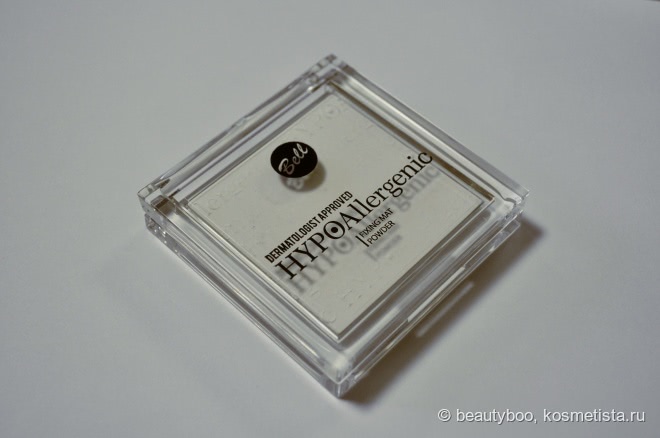 Bell
DERMATOLOGIST APPROVED
HYPOAllergenic
FIXING MAT
POWDER
© beautyboo, kosmetista.ru